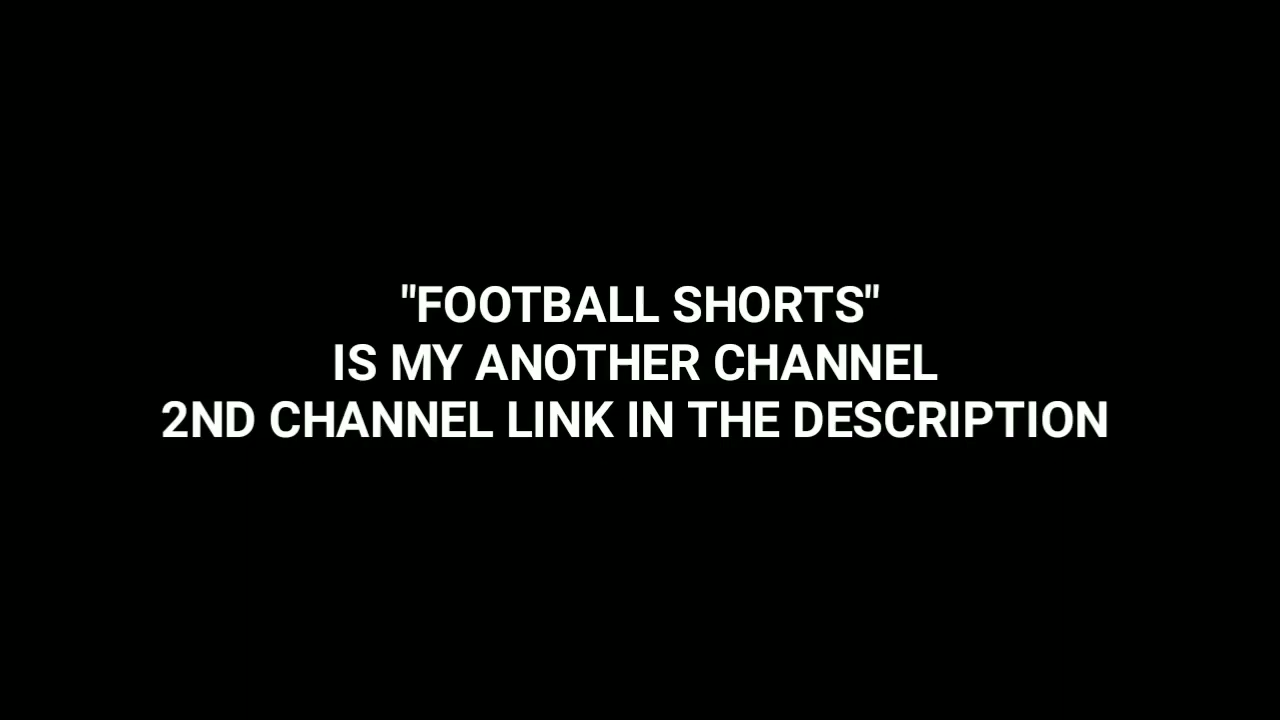 "FOOTBALL SHORTS"
IS MY ANOTHER CHANNEL
2ND CHANNEL LINK IN THE DESCRIPTION